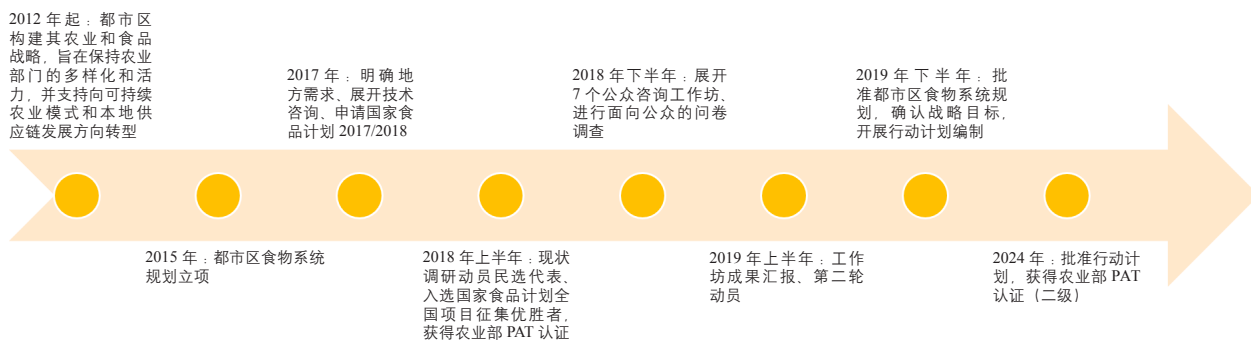 2012 年起：都市区
构建其农业和食品
战略，旨在保持农业
部门的多样化和活
力，并支持向可持续
农业模式和本地供
应链发展方向转型
2015 年：都市区食物系统
规划立项
2017 年：明确地
方需求、展开技术
咨询、申请国家食
品计划 2017/2018
2018 年上半年：现状
调研动员民选代表、
入选国家食品计划全
国项目征集优胜者，
获得农业部 PAT 认证
2018 年下半年：展开
7 个公众咨询工作坊、
进行面向公众的问卷
调查
2019 年上半年：工作
坊成果汇报、第二轮
动员
2019 年下半年：批
准都市区食物系统规
划，确认战略目标，
开展行动计划编制
2024 年：批准行动计
划，获得农业部 PAT
认证（二级）